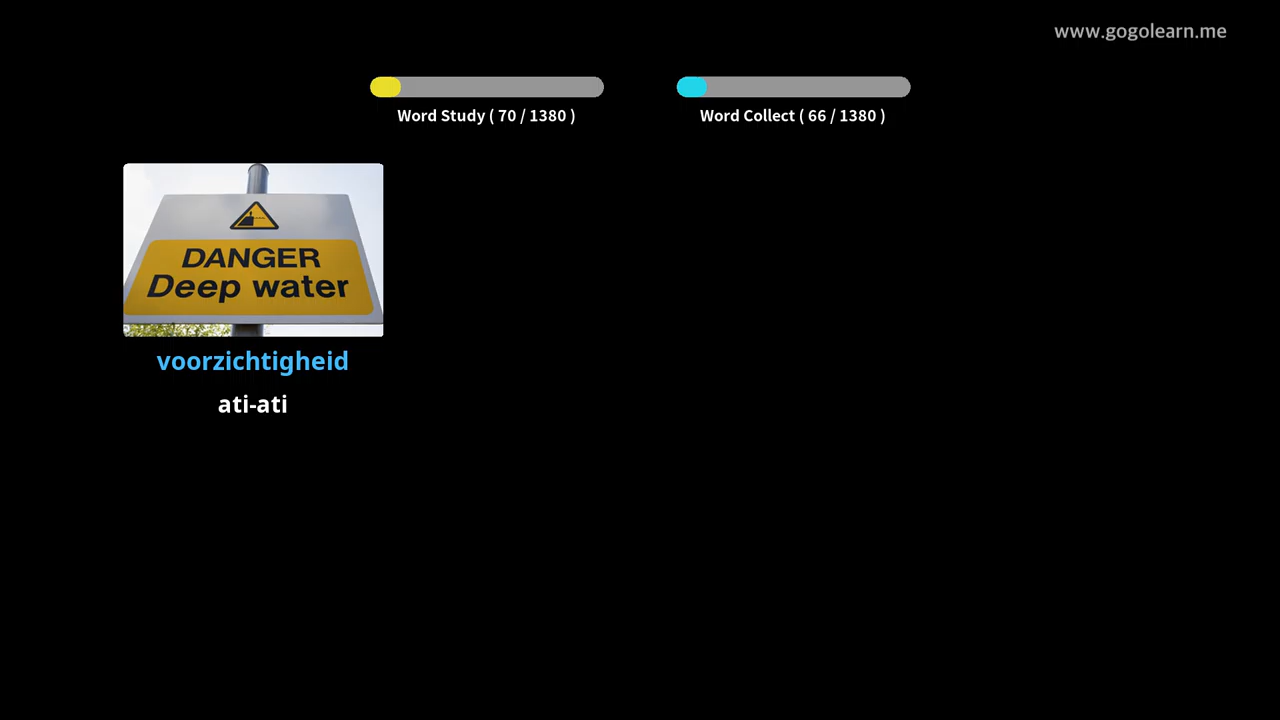 www.gogolearn.me
Word Study ( 70 / 1380 )
Word Collect ( 66 / 1380 )
DANGER
Deep water
voorzichtigheid
ati-ati